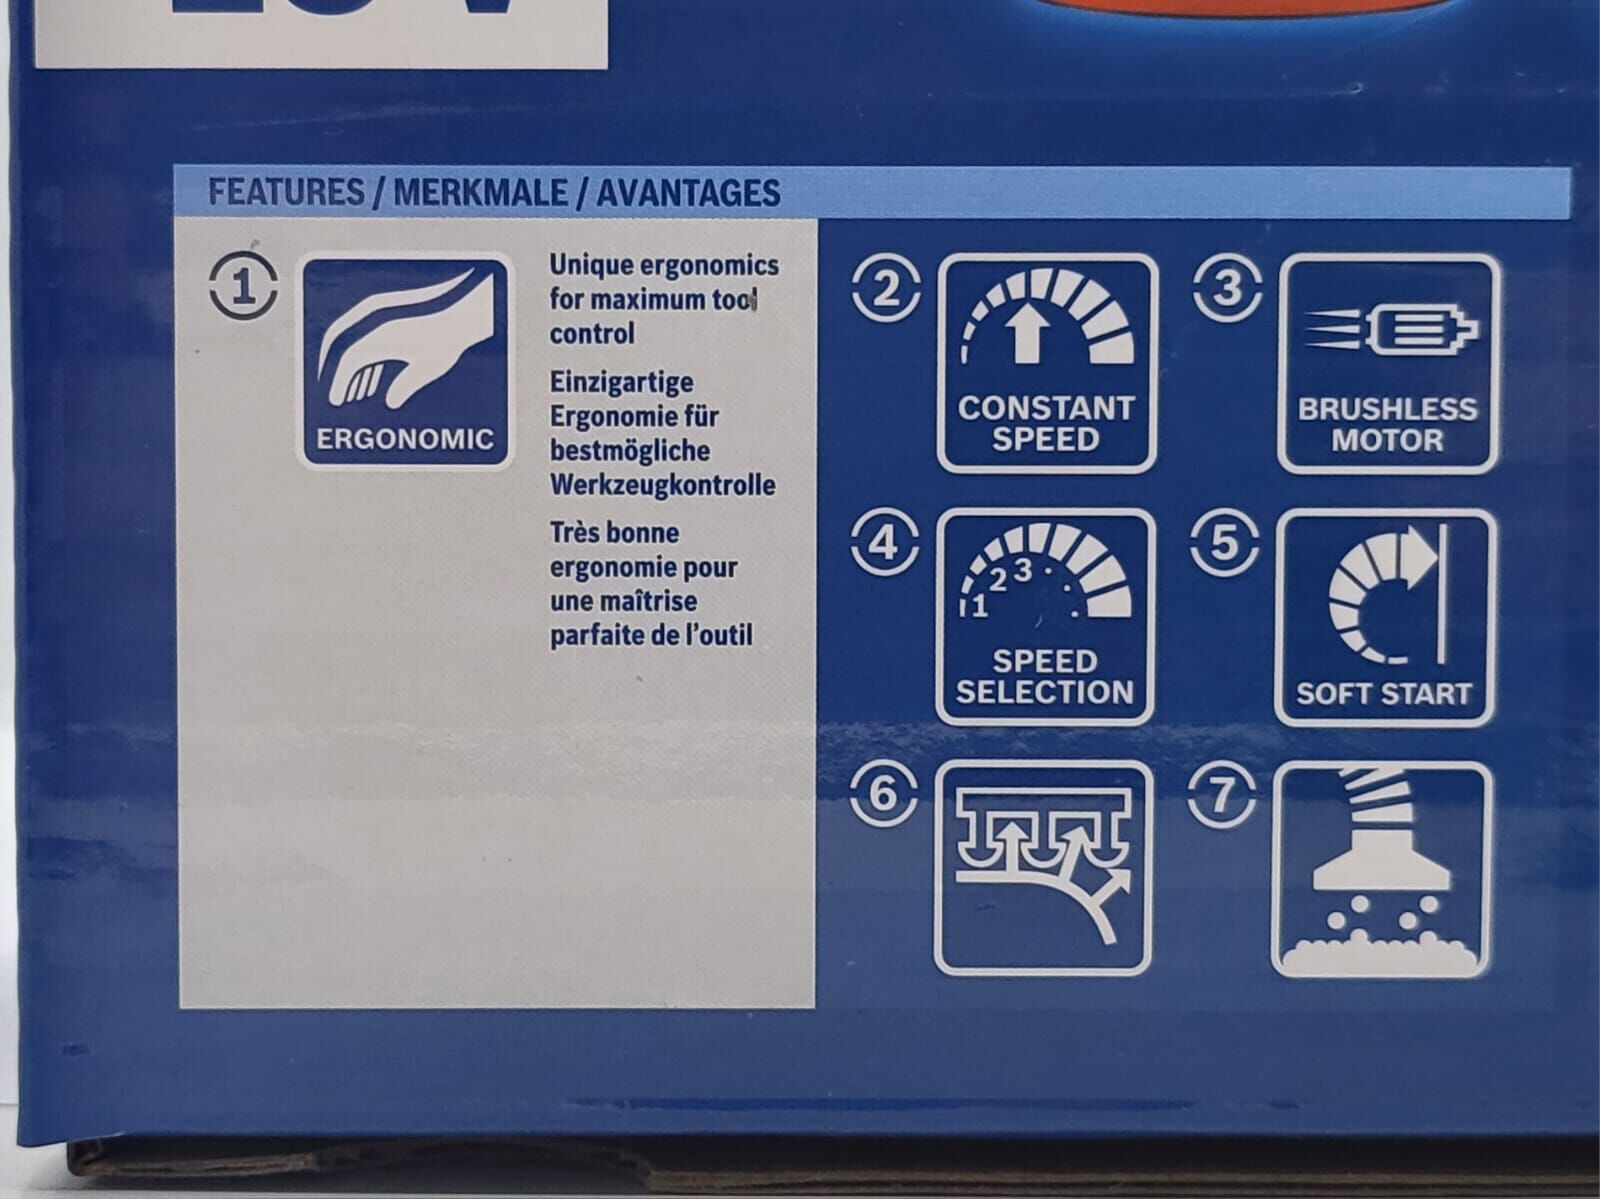 FEATURES / MERKMALE / AVANTAGES
1
ERGONOMIC
Unique ergonomics
for maximum tool
control
Einzigartige
Ergonomie für
bestmögliche
Werkzeugkontrolle
Très bonne
ergonomie pour
une maîtrise
parfaite de l'outil
2
CONSTANT
SPEED
3
BRUSHLESS
MOTOR
4
1 2 3
SPEED
SELECTION
5
SOFT START
6
7